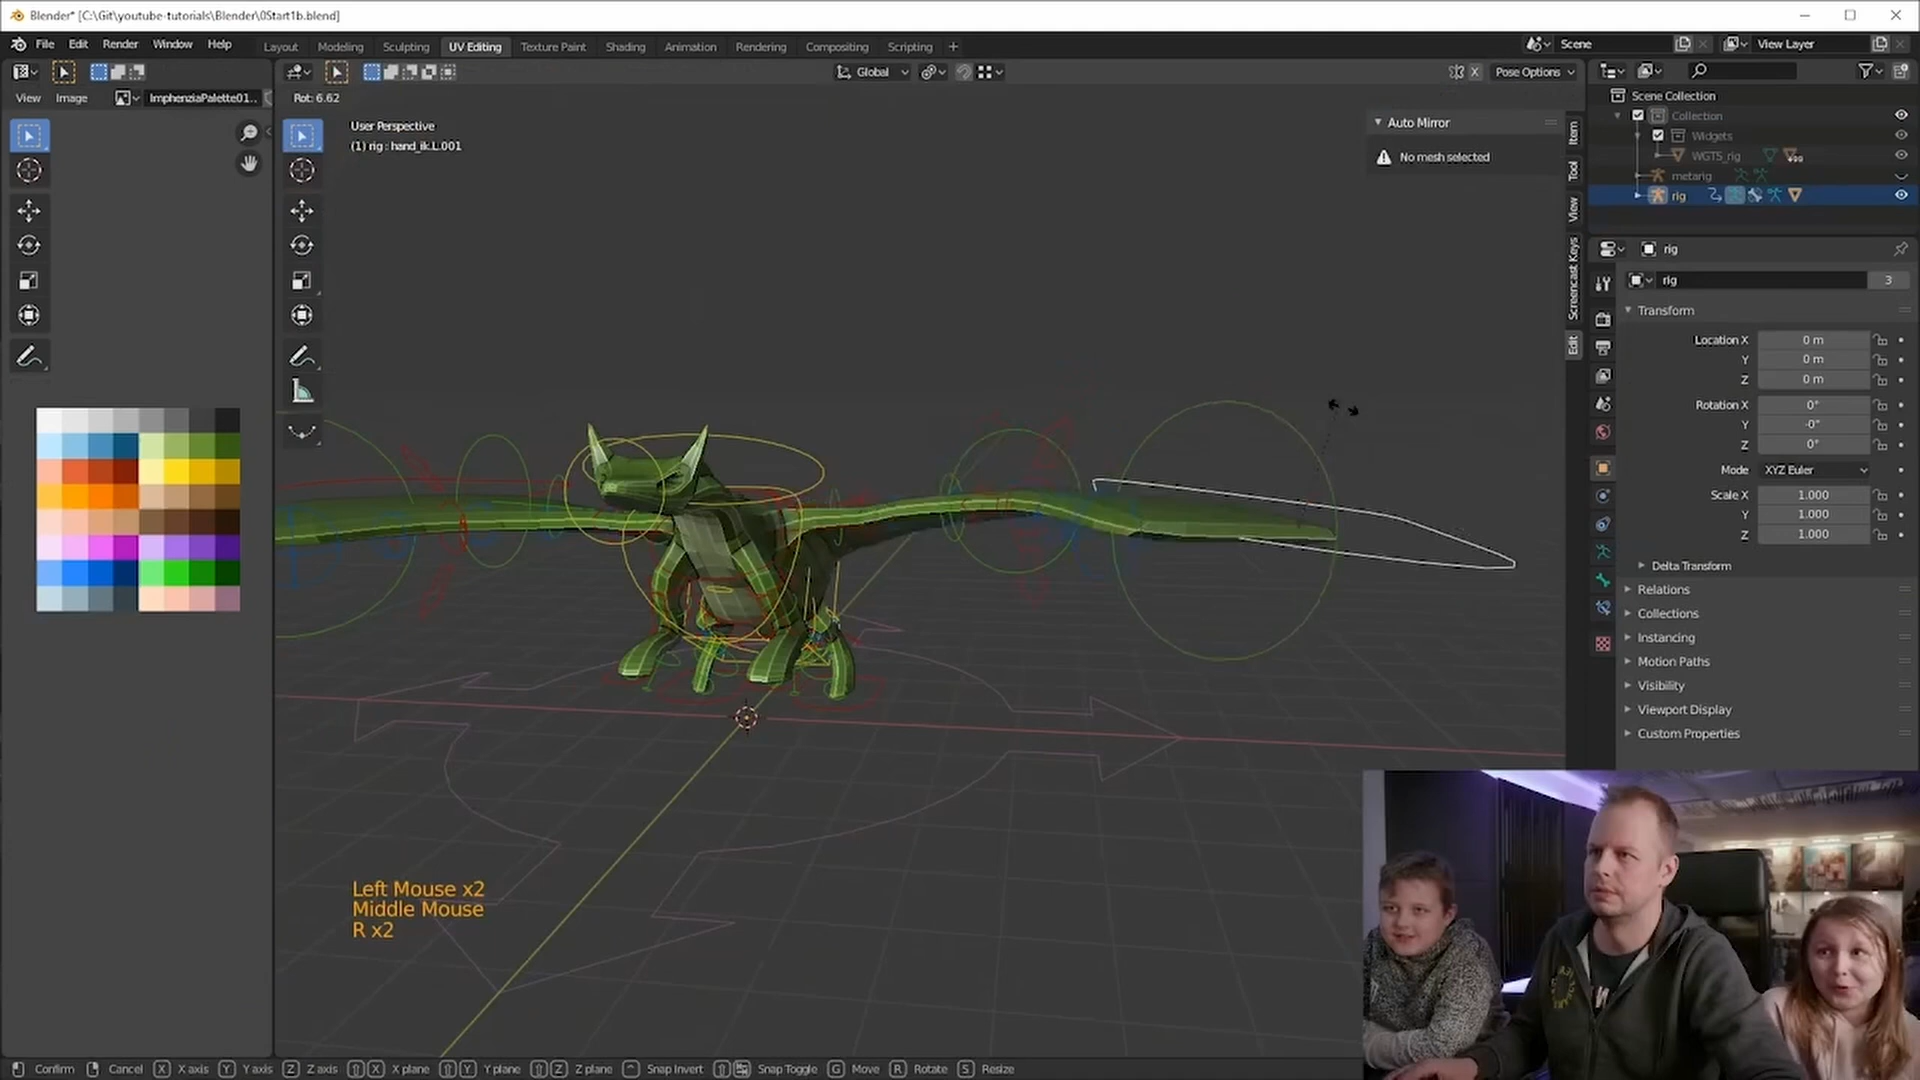 Blender* [C:\Git\youtube-tutorials\Blender\0Start1b.blend]
File Edit Render Window Help
Layout Modeling Sculpting UV Editing Texture Paint Shading Animation Rendering Compositing Scripting +
Scene
View Layer
Global
X
Pose Options
View Image ImphenziaPalette01..
Rot: 6.62
User Perspective
(1) rig : hand_ik.L.001
Auto Mirror
No mesh selected
Item
Tool
View
Screencast Keys
Edit
Scene Collection
Collection
Widgets
WGTS_rig
metarig
rig
rig
rig 3
Transform
Location X 0 m
Y 0 m
Z 0 m
Rotation X 0°
Y -0°
Z 0°
Mode XYZ Euler
Scale X 1.000
Y 1.000
Z 1.000
Delta Transform
Relations
Collections
Instancing
Motion Paths
Visibility
Viewport Display
Custom Properties
Left Mouse x2
Middle Mouse
R x2
Confirm Cancel X X axis Y Y axis Z Z axis X X plane Y Y plane Z Z plane Snap Invert Snap Toggle G Move R Rotate S Resize